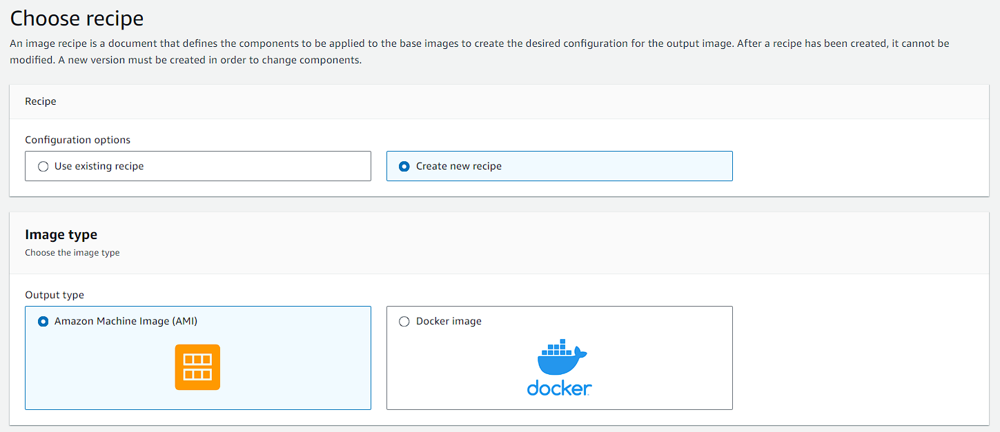 Choose recipe
An image recipe is a document that defines the components to be applied to the base images to create the desired configuration for the output image. After a recipe has been created, it cannot be
modified. A new version must be created in order to change components.
Recipe
Configuration options
Use existing recipe
Create new recipe
Image type
Choose the image type
Output type
Amazon Machine Image (AMI)
Docker image
docker